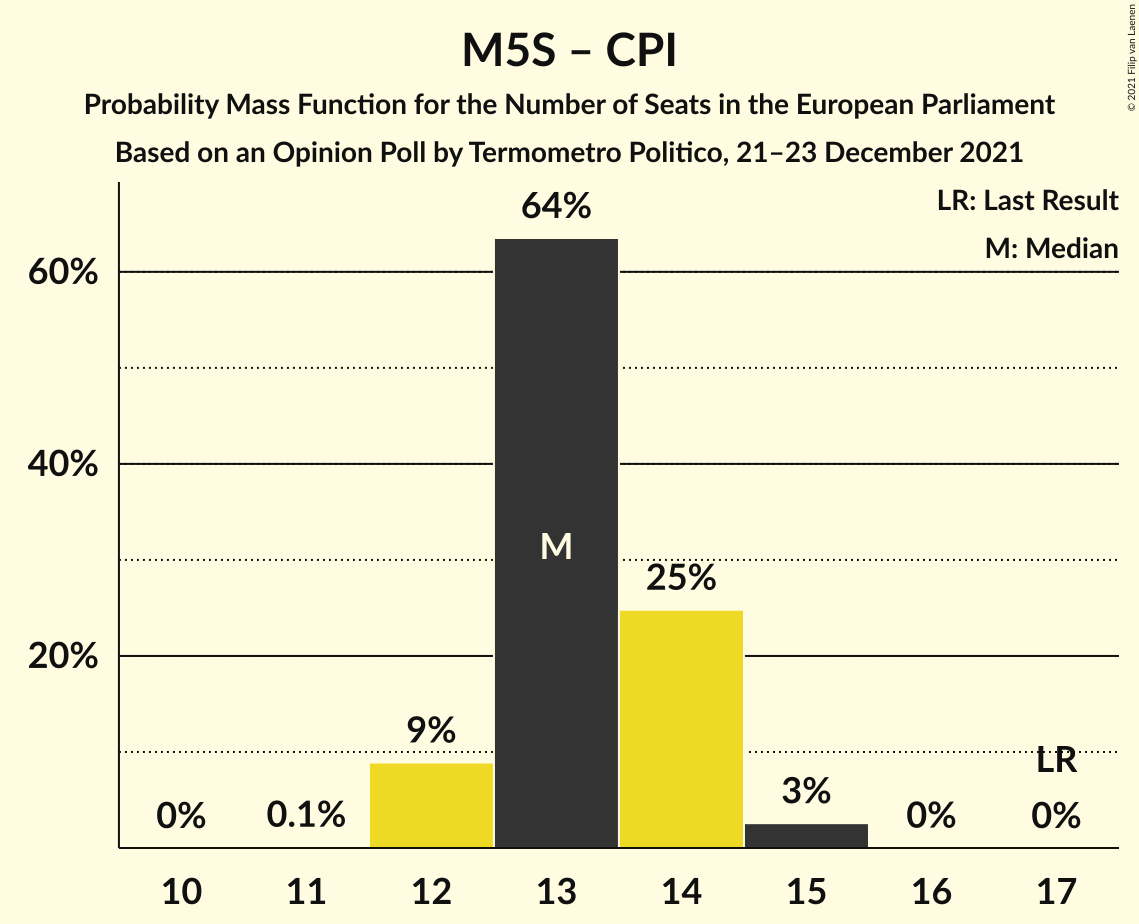 M5S – CPI
Probability Mass Function for the Number of Seats in the European Parliament
Based on an Opinion Poll by Termometro Politico, 21–23 December 2021
© 2021 Filip van Laenen
LR: Last Result
M: Median
64%
60%
40%
M
25%
20%
9%
LR
3%
0%
0.1%
0%
0%
10 11 12 13 14 15 16 17